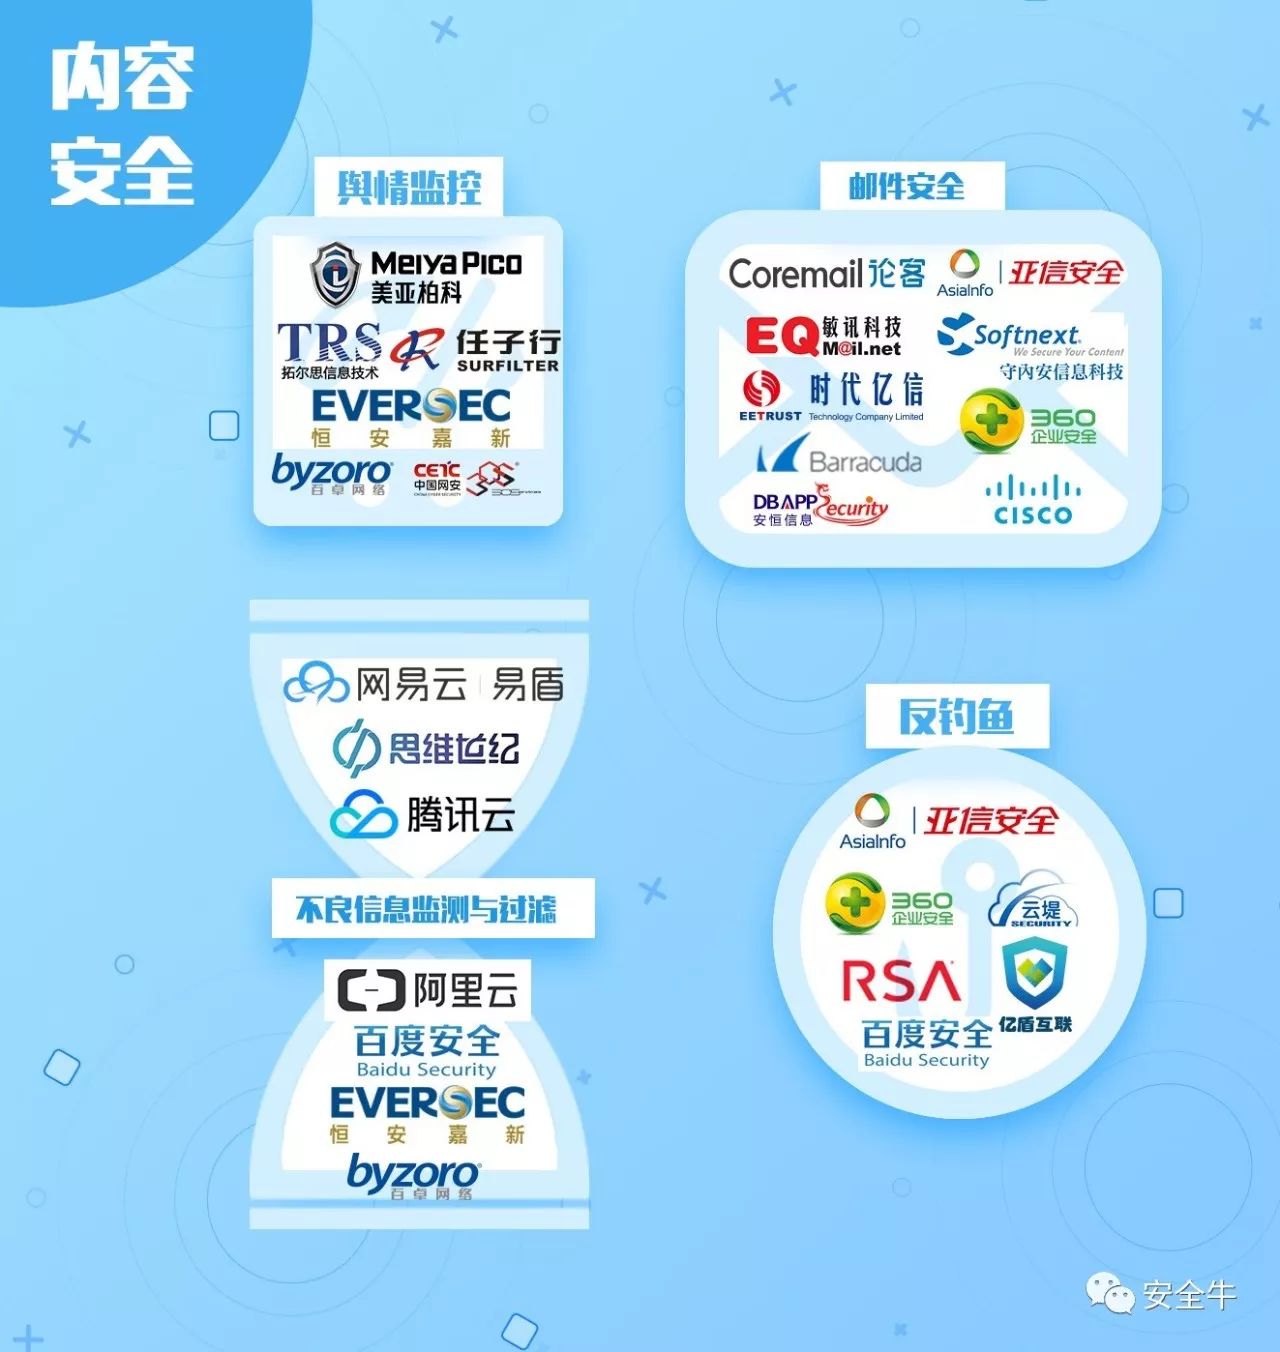 内容
安全
舆情监控
MeiyaPico
美亚柏科
TRS
拓尔思信息技术
任子行
SURFILTER
EVERSEC
恒安嘉新
byzoro
百卓网络
CETC
中国网安
SOS
邮件安全
Coremail论客
AsiaInfo
亚信安全
EQ
敏讯科技
M@il.net
Softnext
We Secure Your Content
守内安信息科技
EETRUST
时代亿信
Technology Company Limited
360
企业安全
Barracuda
DBAPPSecurity
安恒信息
CISCO
网易云 | 易盾
思维世纪
腾讯云
不良信息监测与过滤
阿里云
百度安全
Baidu Security
EVERSEC
恒安嘉新
byzoro
百卓网络
反钓鱼
AsiaInfo
亚信安全
360
企业安全
云堤
SECURITY
RSA
亿盾互联
百度安全
Baidu Security
安全牛